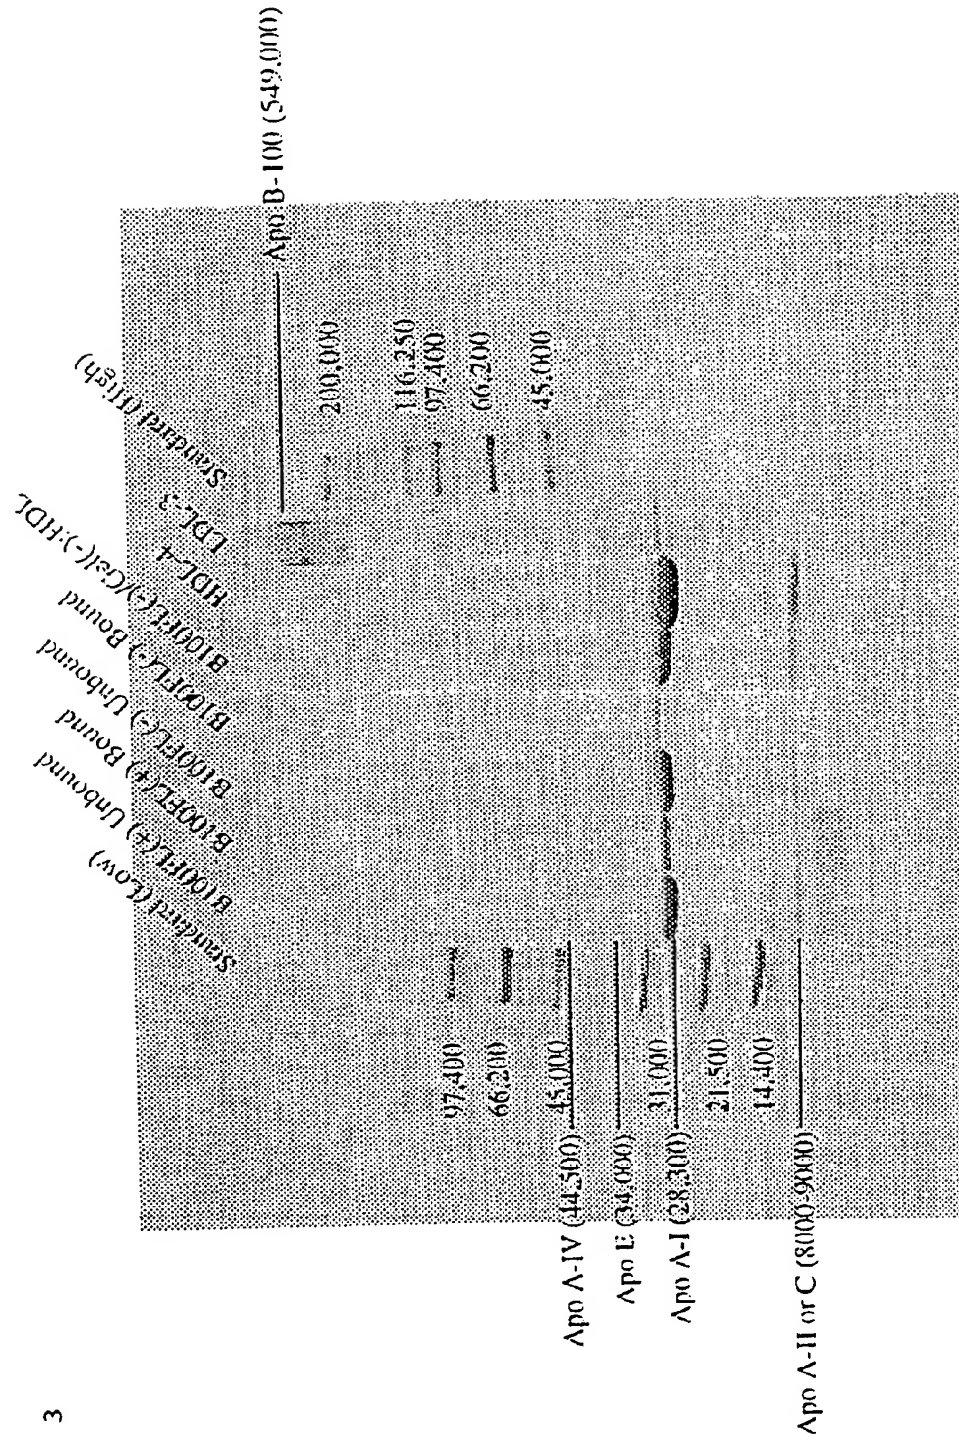 3
Standard (Low)
B100FL(+) Unbound
B100FL(+) Bound
B100FL(-) Unbound
B100FL(-) Bound
B100FL(-)/Gel(-):HDL
HDL-4
LDL-3
Standard (High)
Apo B-100 (549,000)
200,000
116,250
97,400
66,200
45,000
97,400
66,200
45,000
Apo A-IV (44,500)
Apo E (34,000)
31,000
Apo A-I (28,300)
21,500
14,400
Apo A-II or C (8000-9000)